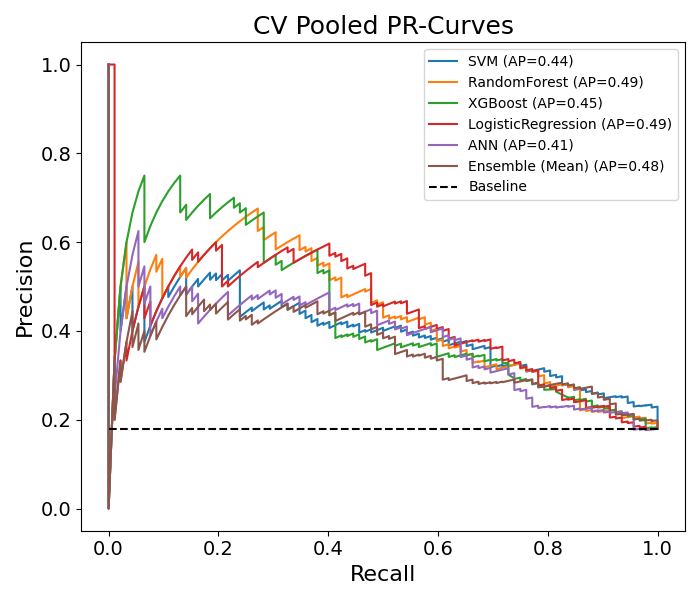 CV Pooled PR-Curves
SVM (AP=0.44)
RandomForest (AP=0.49)
XGBoost (AP=0.45)
LogisticRegression (AP=0.49)
ANN (AP=0.41)
Ensemble (Mean) (AP=0.48)
Baseline
Precision
1.0
0.8
0.6
0.4
0.2
0.0
0.0 0.2 0.4 0.6 0.8 1.0
Recall